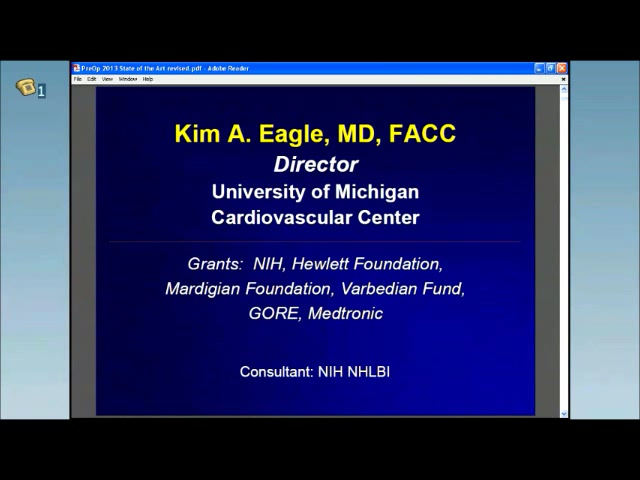 PreOp 2013 State of the Art revised.pdf - Adobe Reader
File Edit View Window Help
1
Kim A. Eagle, MD, FACC
Director
University of Michigan
Cardiovascular Center
Grants: NIH, Hewlett Foundation,
Mardigian Foundation, Varbedian Fund,
GORE, Medtronic
Consultant: NIH NHLBI